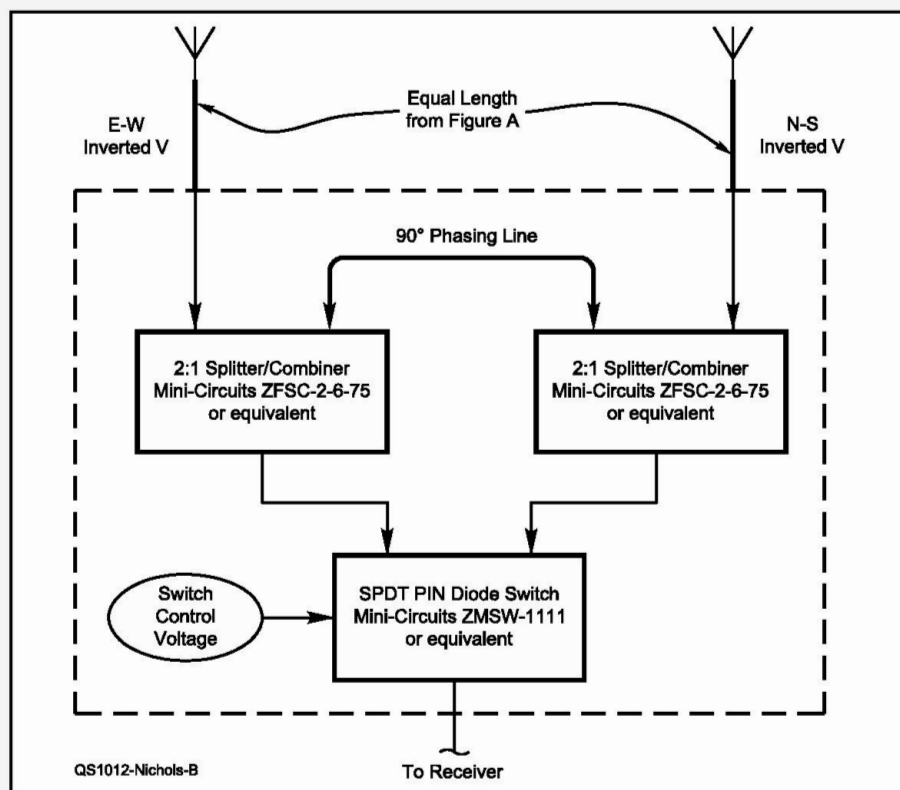 Equal Length
from Figure A
E-W
Inverted V
N-S
Inverted V
90° Phasing Line
2:1 Splitter/Combiner
Mini-Circuits ZFSC-2-6-75
or equivalent
2:1 Splitter/Combiner
Mini-Circuits ZFSC-2-6-75
or equivalent
Switch
Control
Voltage
SPDT PIN Diode Switch
Mini-Circuits ZMSW-1111
or equivalent
QS1012-Nichols-B
To Receiver